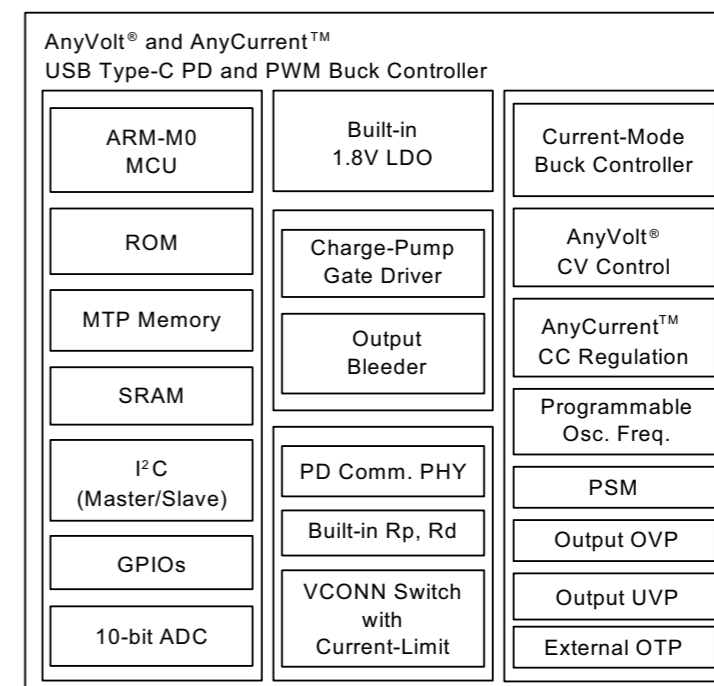 AnyVolt® and AnyCurrent™
USB Type-C PD and PWM Buck Controller
ARM-M0
MCU
ROM
MTP Memory
SRAM
I²C
(Master/Slave)
GPIOs
10-bit ADC
Built-in
1.8V LDO
Charge-Pump
Gate Driver
Output
Bleeder
PD Comm. PHY
Built-in Rp, Rd
VCONN Switch
with
Current-Limit
Current-Mode
Buck Controller
AnyVolt®
CV Control
AnyCurrent™
CC Regulation
Programmable
Osc. Freq.
PSM
Output OVP
Output UVP
External OTP